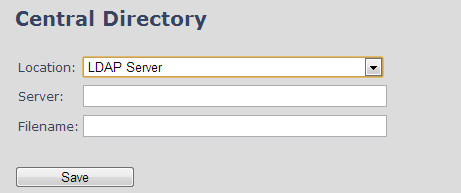 Central Directory
Location: LDAP Server
Server:
Filename:
Save